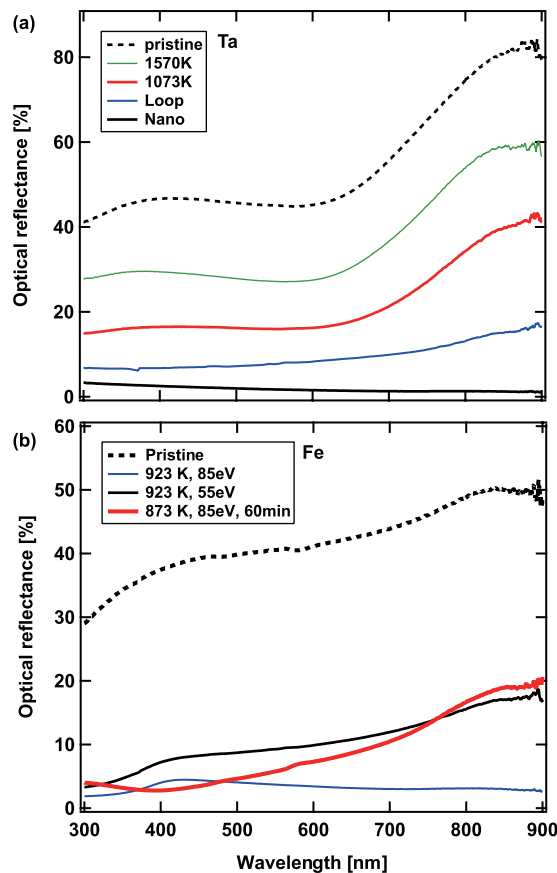 (a)
Ta
pristine
1570K
1073K
Loop
Nano
Optical reflectance [%]
80
60
40
20
0
(b)
Fe
Pristine
923 K, 85eV
923 K, 55eV
873 K, 85eV, 60min
Optical reflectance [%]
60
50
40
30
20
10
0
300 400 500 600 700 800 900
Wavelength [nm]